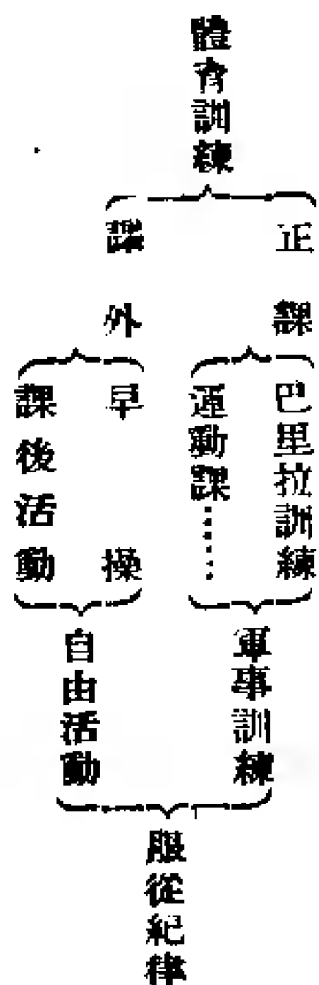 體育訓練
正課
巴里拉訓練
運動課……
軍事訓練
課外
早操
課後活動
自由活動
服從紀律